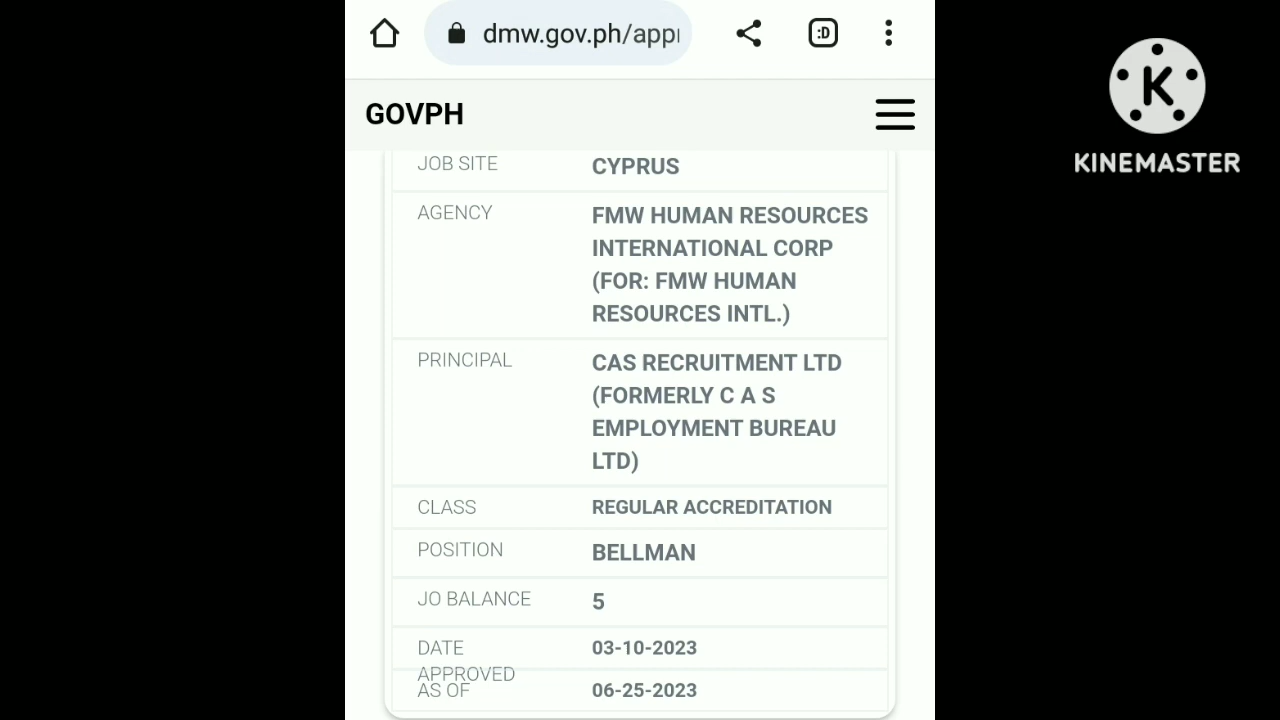 dmw.gov.ph/app
:D
GOVPH
K
KINEMASTER
JOB SITE CYPRUS
AGENCY FMW HUMAN RESOURCES
INTERNATIONAL CORP
(FOR: FMW HUMAN
RESOURCES INTL.)
PRINCIPAL CAS RECRUITMENT LTD
(FORMERLY C A S
EMPLOYMENT BUREAU
LTD)
CLASS REGULAR ACCREDITATION
POSITION BELLMAN
JO BALANCE 5
DATE 03-10-2023
APPROVED
AS OF 06-25-2023